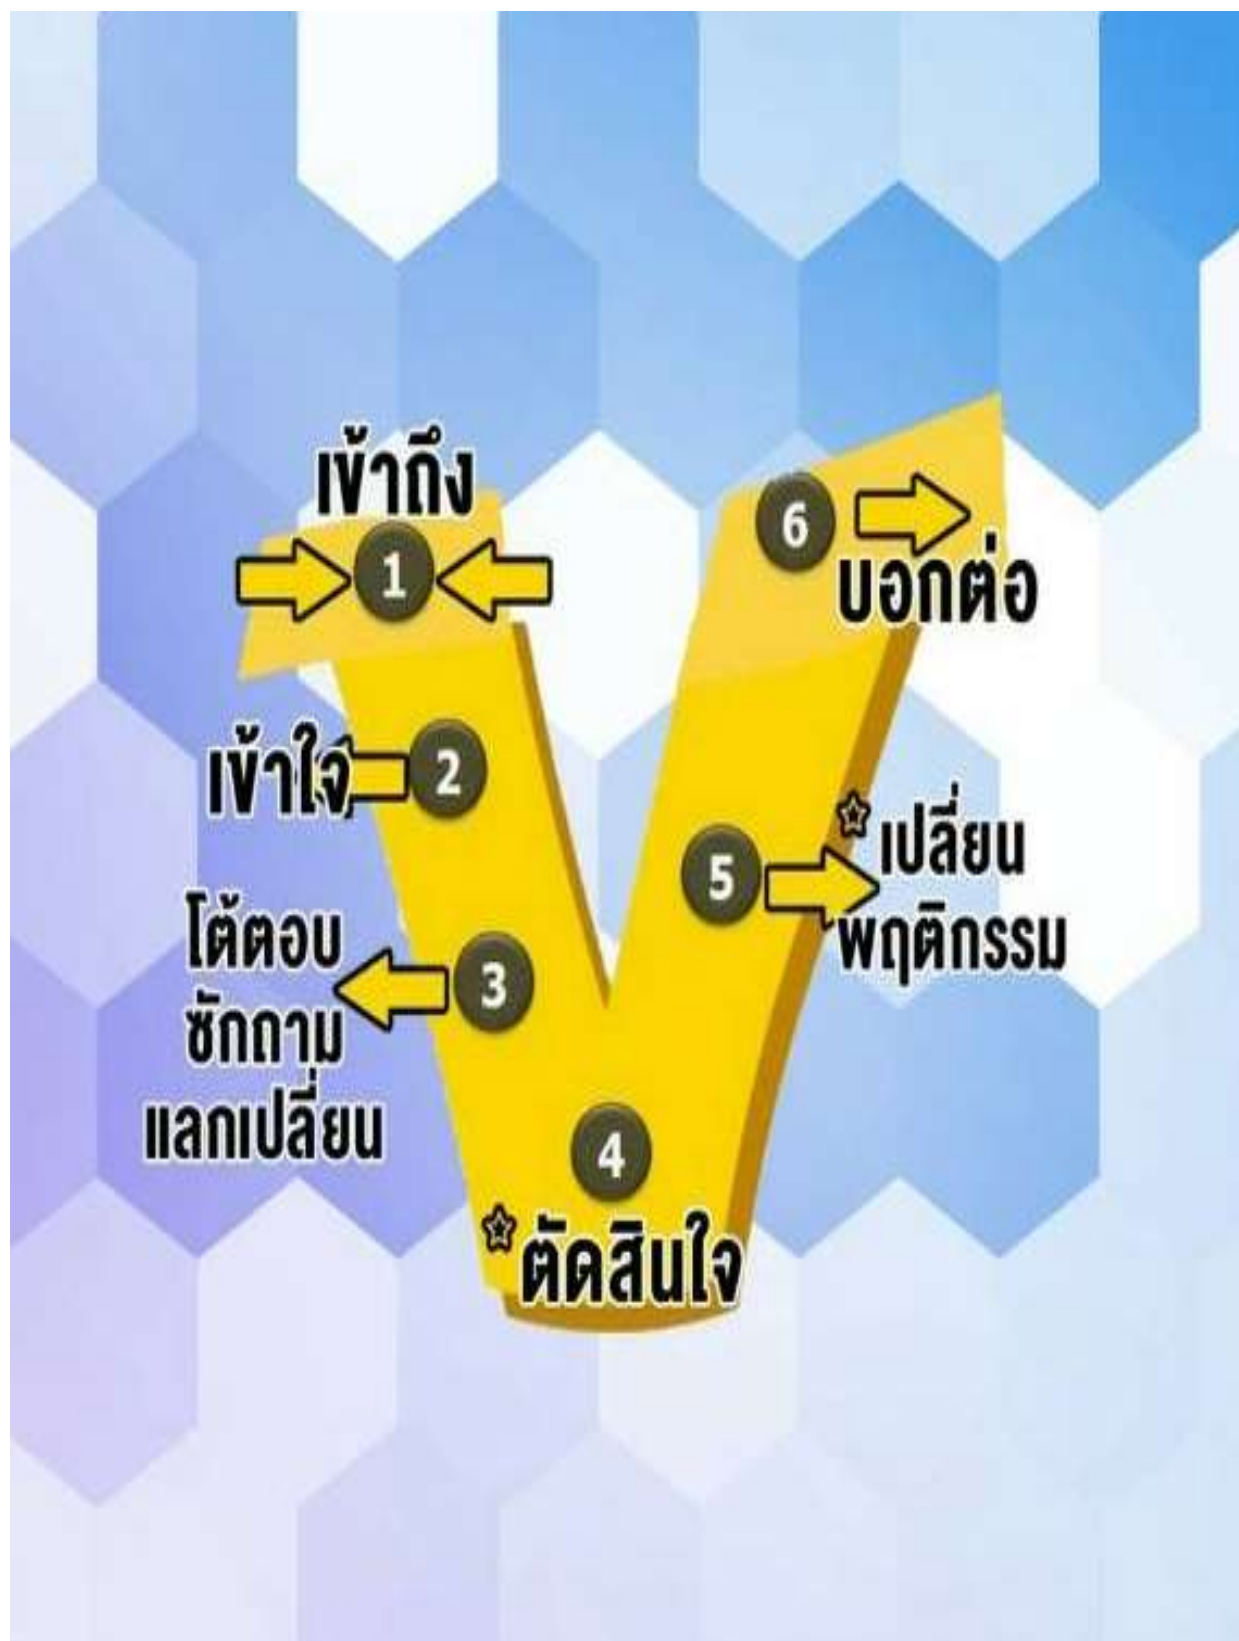 เข้าถึง
1
2
เข้าใจ
3
โต้ตอบ
ซักถาม
แลกเปลี่ยน
4
ตัดสินใจ
5
เปลี่ยน
พฤติกรรม
6
บอกต่อ